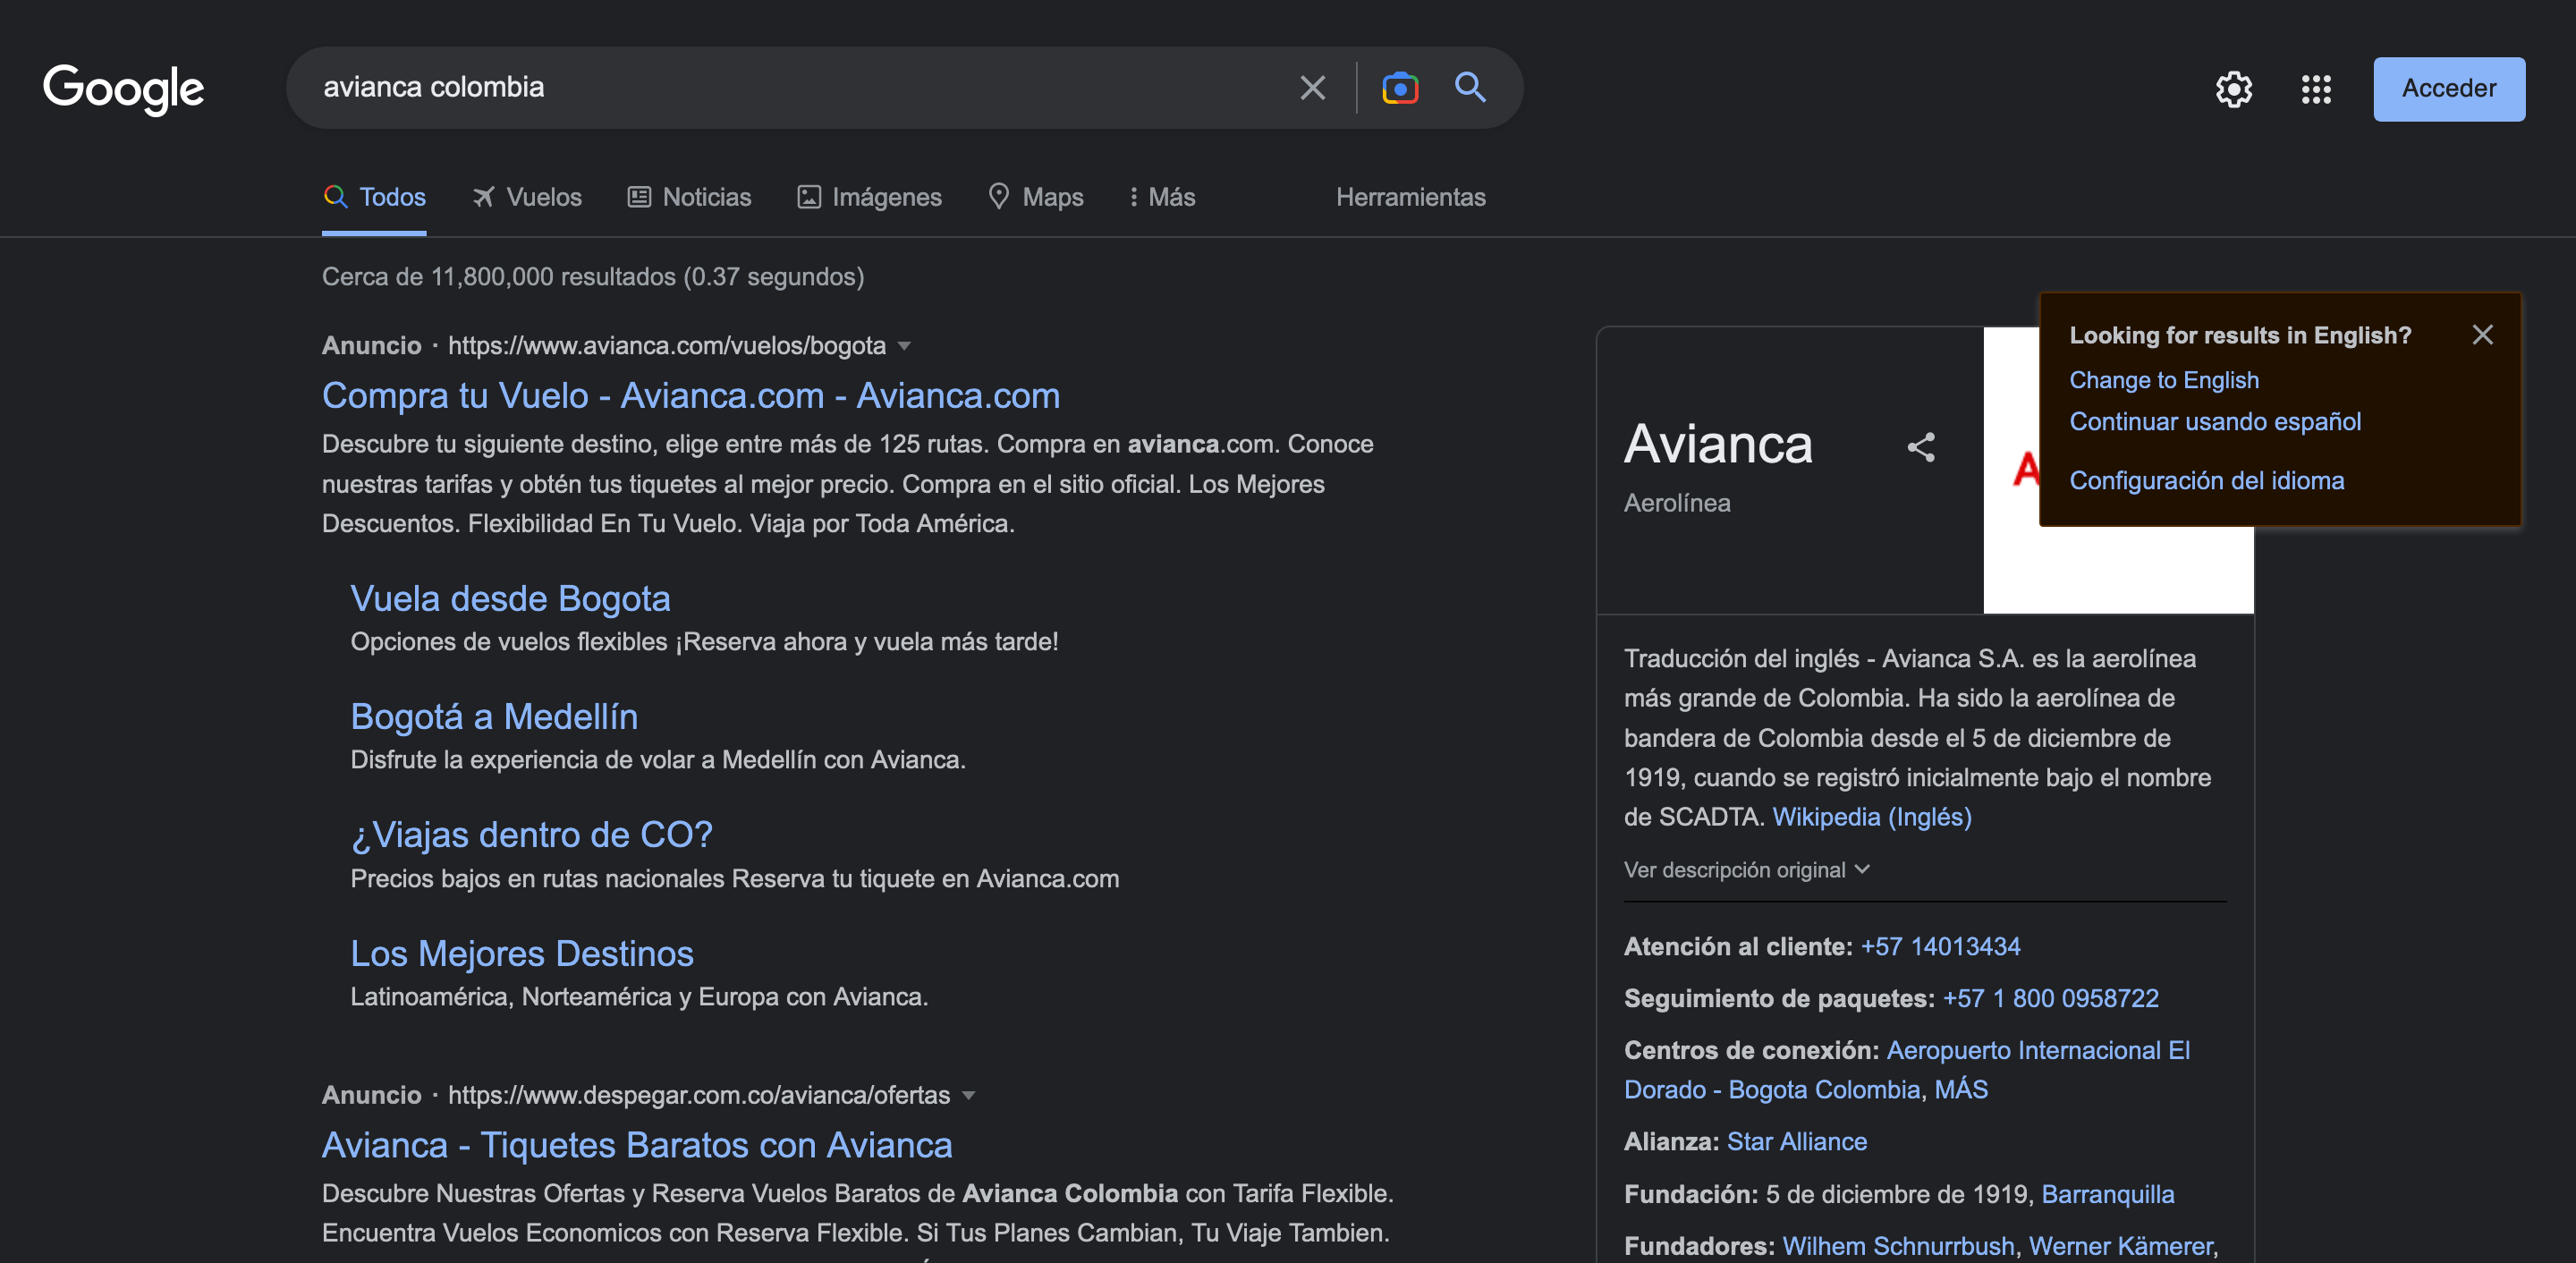 Google
avianca colombia
Acceder
Todos
Vuelos
Noticias
Imágenes
Maps
Más
Herramientas
Cerca de 11,800,000 resultados (0.37 segundos)
Anuncio · https://www.avianca.com/vuelos/bogota
Compra tu Vuelo - Avianca.com - Avianca.com
Descubre tu siguiente destino, elige entre más de 125 rutas. Compra en avianca.com. Conoce
nuestras tarifas y obtén tus tiquetes al mejor precio. Compra en el sitio oficial. Los Mejores
Descuentos. Flexibilidad En Tu Vuelo. Viaja por Toda América.
Vuela desde Bogota
Opciones de vuelos flexibles ¡Reserva ahora y vuela más tarde!
Bogotá a Medellín
Disfrute la experiencia de volar a Medellín con Avianca.
¿Viajas dentro de CO?
Precios bajos en rutas nacionales Reserva tu tiquete en Avianca.com
Los Mejores Destinos
Latinoamérica, Norteamérica y Europa con Avianca.
Anuncio · https://www.despegar.com.co/avianca/ofertas
Avianca - Tiquetes Baratos con Avianca
Descubre Nuestras Ofertas y Reserva Vuelos Baratos de Avianca Colombia con Tarifa Flexible.
Encuentra Vuelos Economicos con Reserva Flexible. Si Tus Planes Cambian, Tu Viaje Tambien.
Looking for results in English?
Change to English
Continuar usando español
Configuración del idioma
Avianca
Aerolínea
A
Traducción del inglés - Avianca S.A. es la aerolínea
más grande de Colombia. Ha sido la aerolínea de
bandera de Colombia desde el 5 de diciembre de
1919, cuando se registró inicialmente bajo el nombre
de SCADTA. Wikipedia (Inglés)
Ver descripción original
Atención al cliente: +57 14013434
Seguimiento de paquetes: +57 1 800 0958722
Centros de conexión: Aeropuerto Internacional El
Dorado - Bogota Colombia, MÁS
Alianza: Star Alliance
Fundación: 5 de diciembre de 1919, Barranquilla
Fundadores: Wilhem Schnurrbush, Werner Kämerer,